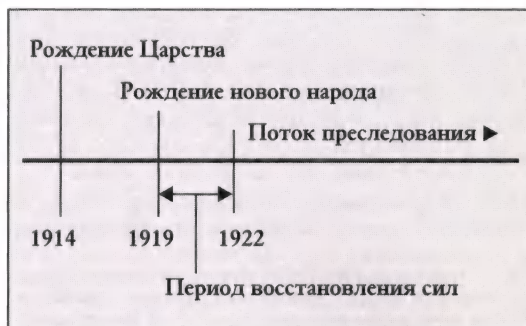 Рождение Царства
Рождение нового народа
Поток преследования ►
1914 1919 1922
Период восстановления сил